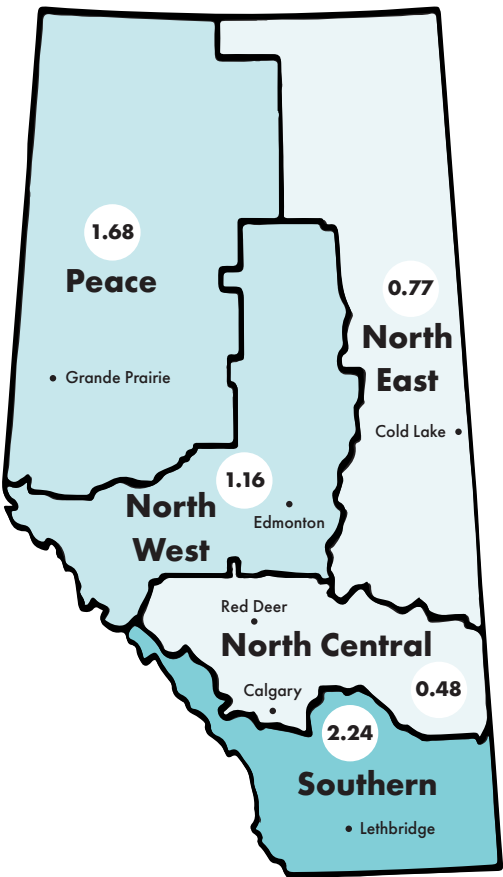 1.68
Peace
Grande Prairie
0.77
North
East
Cold Lake
1.16
North
West
Edmonton
Red Deer
North Central
Calgary
0.48
2.24
Southern
Lethbridge